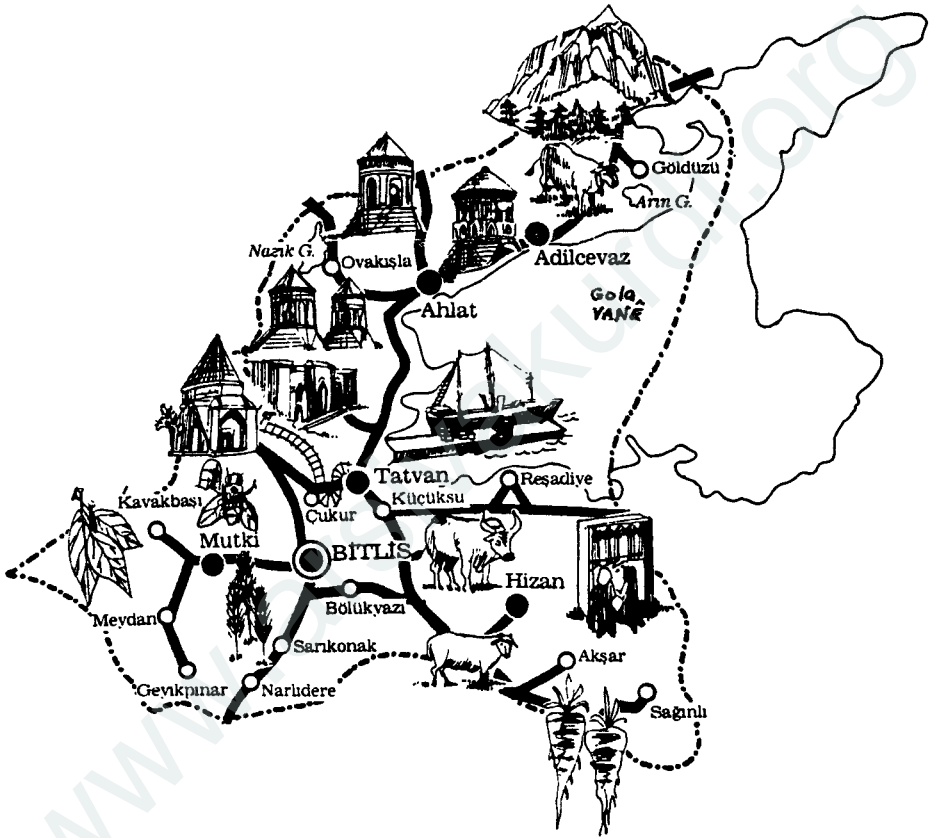 Göldüzü
Arın G.
Adilcevaz
Nazık G.
Ovakışla
Ahlat
Gola
VANÊ
Tatvan
Reşadiye
Küçüksu
Çukur
Kavakbaşı
Mutki
BİTLİS
Hizan
Bölükyazı
Meydan
Sarıkonak
Akşar
Geyikpınar
Narlıdere
Sağınlı